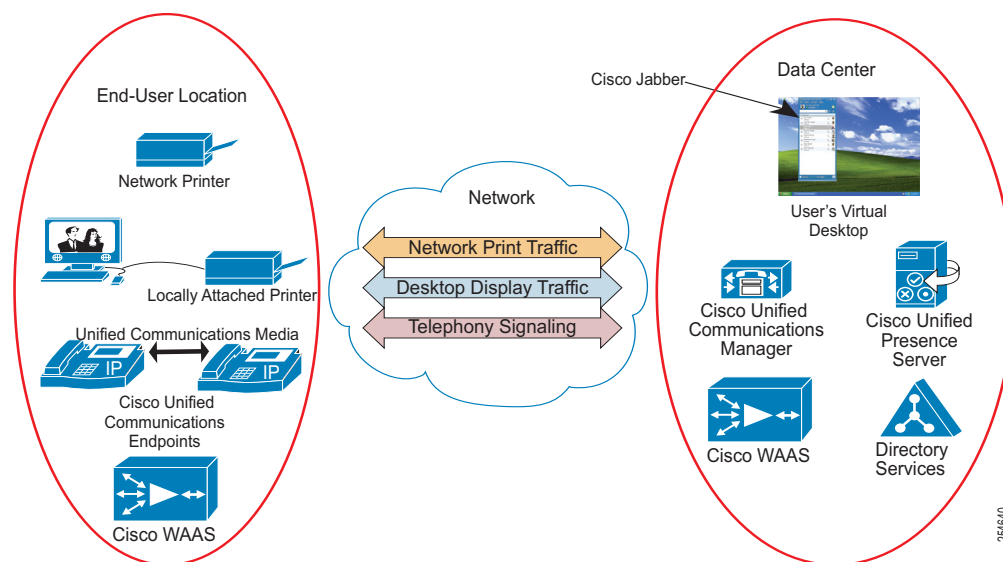 End-User Location
Network Printer
Locally Attached Printer
Unified Communications Media
IP
IP
Cisco Unified
Communications
Endpoints
Cisco WAAS
Network
Network Print Traffic
Desktop Display Traffic
Telephony Signaling
Cisco Jabber
Data Center
User's Virtual
Desktop
Cisco Unified
Communications
Manager
Cisco Unified
Presence
Server
Cisco WAAS
Directory
Services